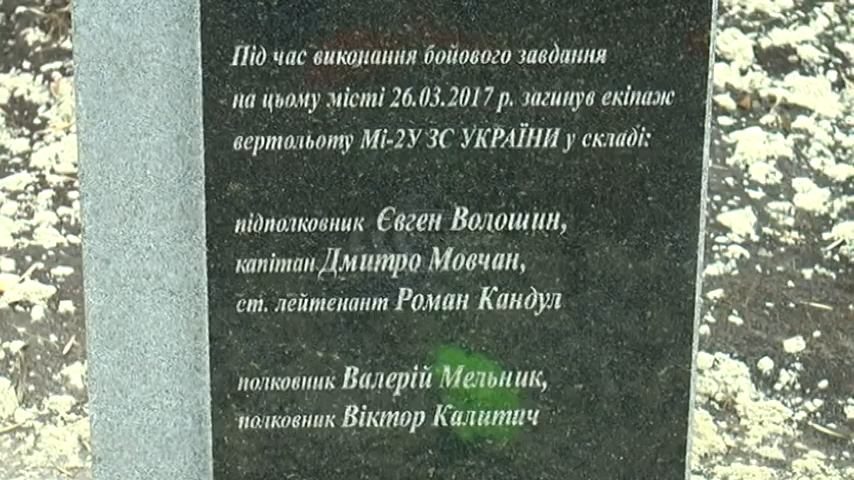 Під час виконання бойового завдання
на цьому місті 26.03.2017 р. загинув екіпаж
вертольоту Мі-2У ЗС УКРАЇНИ у складі:
підполковник Євген Волошин,
капітан Дмитро Мовчан,
ст. лейтенант Роман Кандул
полковник Валерій Мельник,
полковник Віктор Калитич